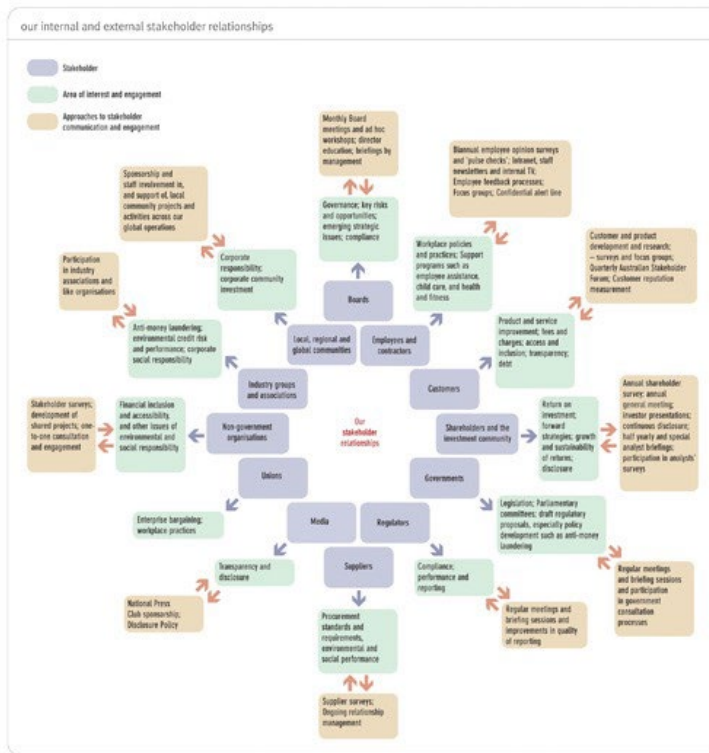 our internal and external stakeholder relationships
Stakeholder
Area of interest and engagement
Approaches to stakeholder
communication and engagement
Monthly Board
meetings and ad hoc
workshops; director
education; briefings by
management
Governance; key risks
and opportunities;
emerging strategic
issues; compliance
Boards
Biannual employee opinion surveys
and 'pulse checks'; Intranet, staff
newsletters and internal TV;
Employee feedback processes;
Focus groups; Confidential alert line
Workplace policies
and practices; Support
programs such as
employee assistance,
child care, and health
and fitness
Employees and
contractors
Customer and product
development and research;
– surveys and focus groups;
Quarterly Australian Stakeholder
Forum; Customer reputation
measurement
Product and service
improvement; fees and
charges; access and
inclusion; transparency;
debt
Customers
Annual shareholder
survey; annual
general meeting;
investor presentations;
continuous disclosure;
half yearly and special
analyst briefings;
participation in analysts'
surveys
Return on
investment;
forward
strategies; growth
and sustainability
of returns;
disclosure
Shareholders and the
investment community
Governments
Legislation; Parliamentary
committees; draft regulatory
proposals, especially policy
development such as anti-money
laundering
Regular meetings
and briefing sessions
and participation
in government
consultation
processes
Regulators
Compliance;
performance and
reporting
Regular meetings and
briefing sessions and
improvements in quality
of reporting
Suppliers
Procurement
standards and
requirements,
environmental and
social performance
Supplier surveys;
Ongoing relationship
management
Media
Transparency and
disclosure
National Press
Club sponsorship;
Disclosure Policy
Unions
Enterprise bargaining;
workplace practices
Non-government
organisations
Financial inclusion
and accessibility,
and other issues of
environmental and
social responsibility
Stakeholder surveys;
development of
shared projects; one-
to-one consultation
and engagement
Industry groups
and associations
Anti-money laundering;
environmental credit risk
and performance; corporate
social responsibility
Participation
in industry
associations and
like organisations
Local, regional and
global communities
Corporate
responsibility;
corporate community
investment
Sponsorship and
staff involvement in,
and support of, local
community projects and
activities across our
global operations
Our
stakeholder
relationships